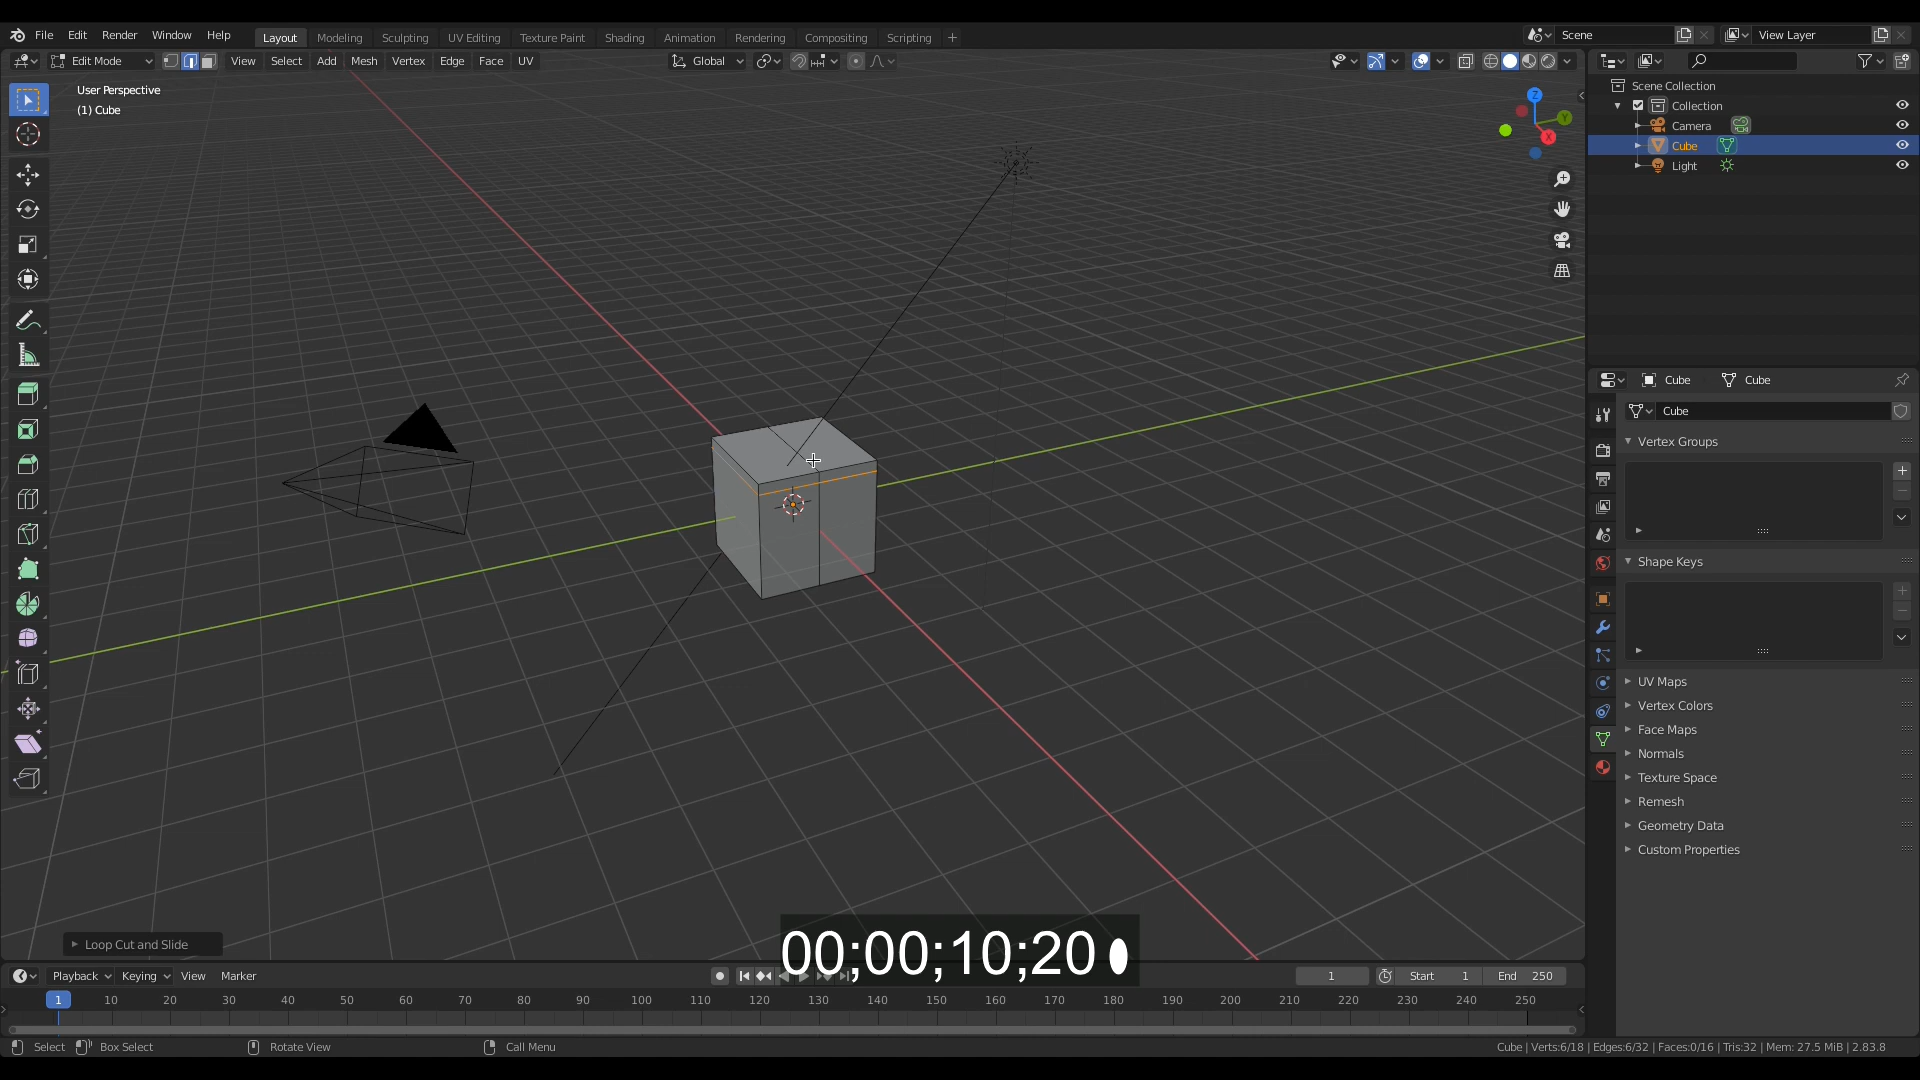 File Edit Render Window Help Layout Modeling Sculpting UV Editing Texture Paint Shading Animation Rendering Compositing Scripting + Scene View Layer
Edit Mode View Select Add Mesh Vertex Edge Face UV Global
User Perspective
(1) Cube
Z
Y
X
Scene Collection
Collection
Camera
Cube
Light
Cube Cube
Cube
Vertex Groups
Shape Keys
UV Maps
Vertex Colors
Face Maps
Normals
Texture Space
Remesh
Geometry Data
Custom Properties
Loop Cut and Slide
00;00;10;20
Playback Keying View Marker 1 Start 1 End 250
1 10 20 30 40 50 60 70 80 90 100 110 120 130 140 150 160 170 180 190 200 210 220 230 240 250
Select Box Select Rotate View Call Menu Cube | Verts:6/18 | Edges:6/32 | Faces:0/16 | Tris:32 | Mem: 27.5 MiB | 2.83.8